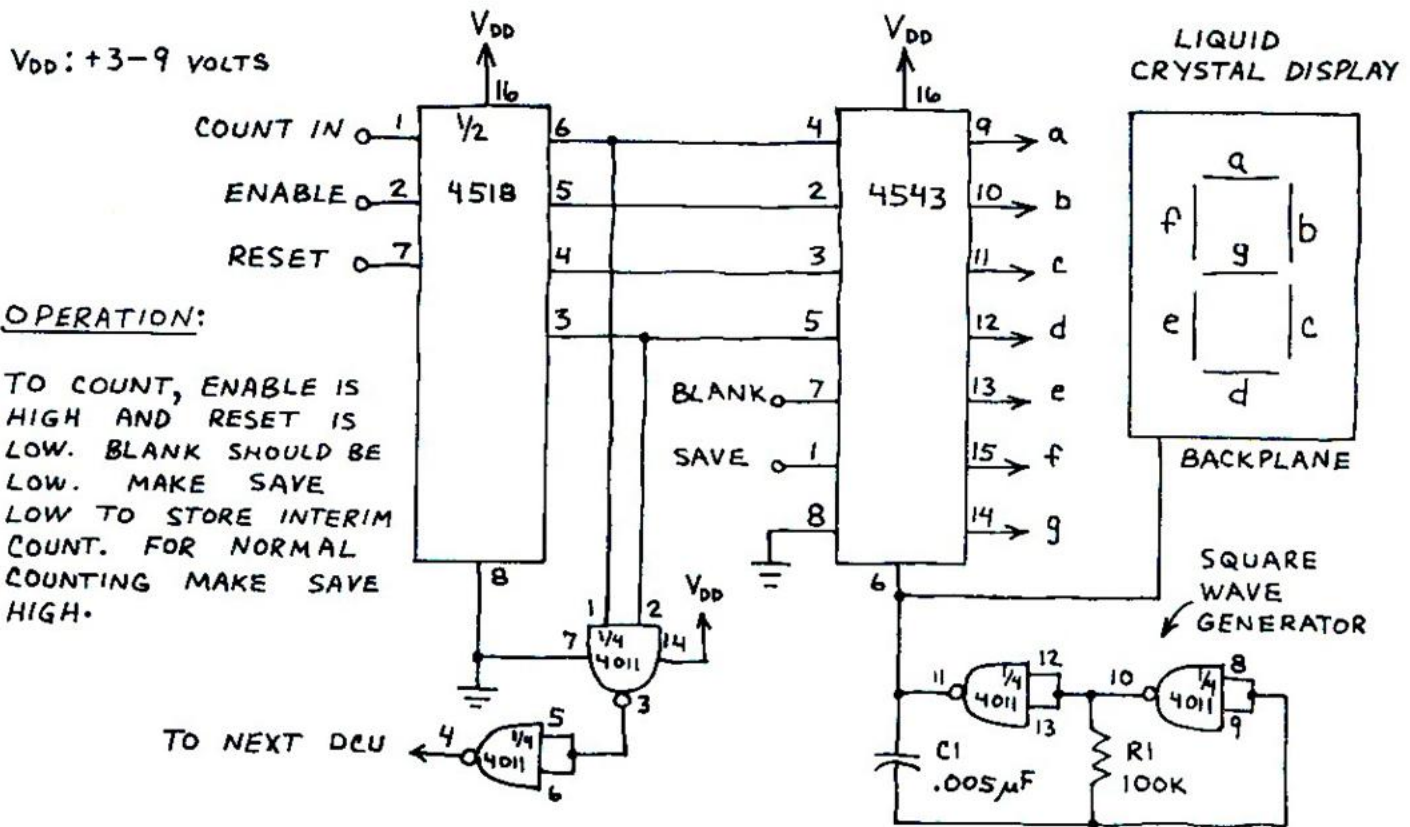 V_DD: +3-9 VOLTS
COUNT IN 1
ENABLE 2
RESET 7
OPERATION:
TO COUNT, ENABLE IS
HIGH AND RESET IS
LOW. BLANK SHOULD BE
LOW. MAKE SAVE
LOW TO STORE INTERIM
COUNT. FOR NORMAL
COUNTING MAKE SAVE
HIGH.
V_DD
16
1/2
4518
6
5
4
3
8
V_DD
16
4543
4
2
3
5
BLANK 7
SAVE 1
8
6
9 a
10 b
11 c
12 d
13 e
15 f
14 g
LIQUID
CRYSTAL DISPLAY
a
f b
g
e c
d
BACKPLANE
1 2
7 1/4 14
4011
3
V_DD
TO NEXT DCU 4
1/4
4011
5
6
SQUARE
WAVE
GENERATOR
11 1/4
4011
12
13
10 1/4
4011
8
9
C1
.005µF
R1
100K